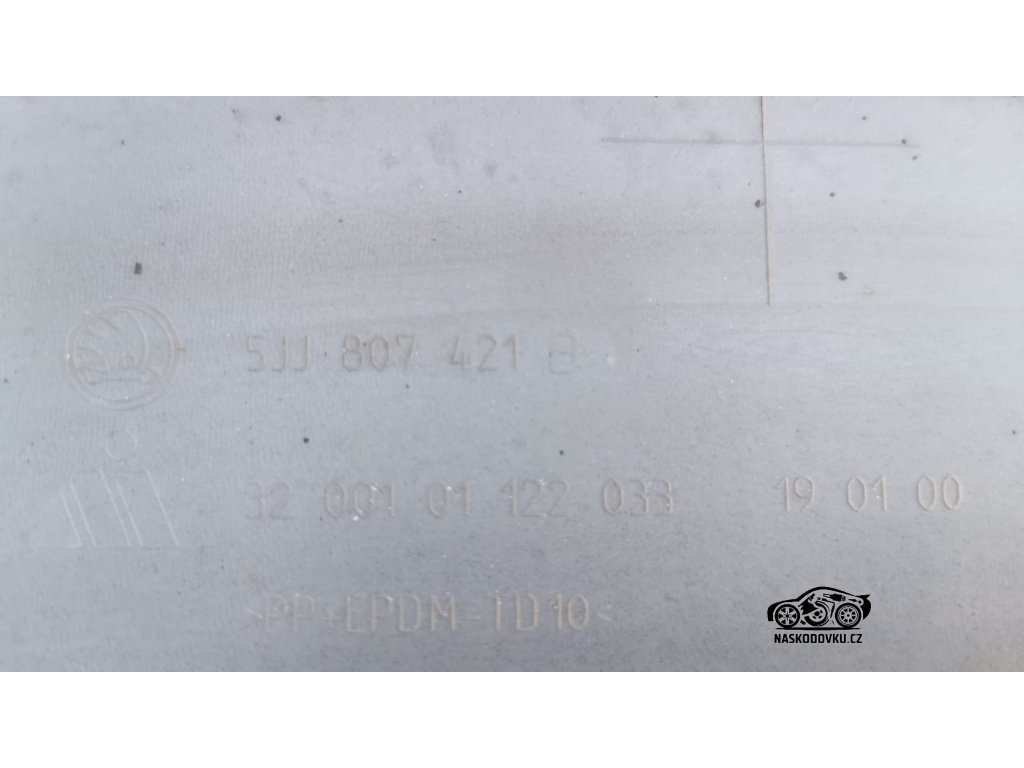 5JJ 807 421 B
32 001 01 122 033 19 01 00
>PP+EPDM-TD10<
NASKODOVKU.CZ